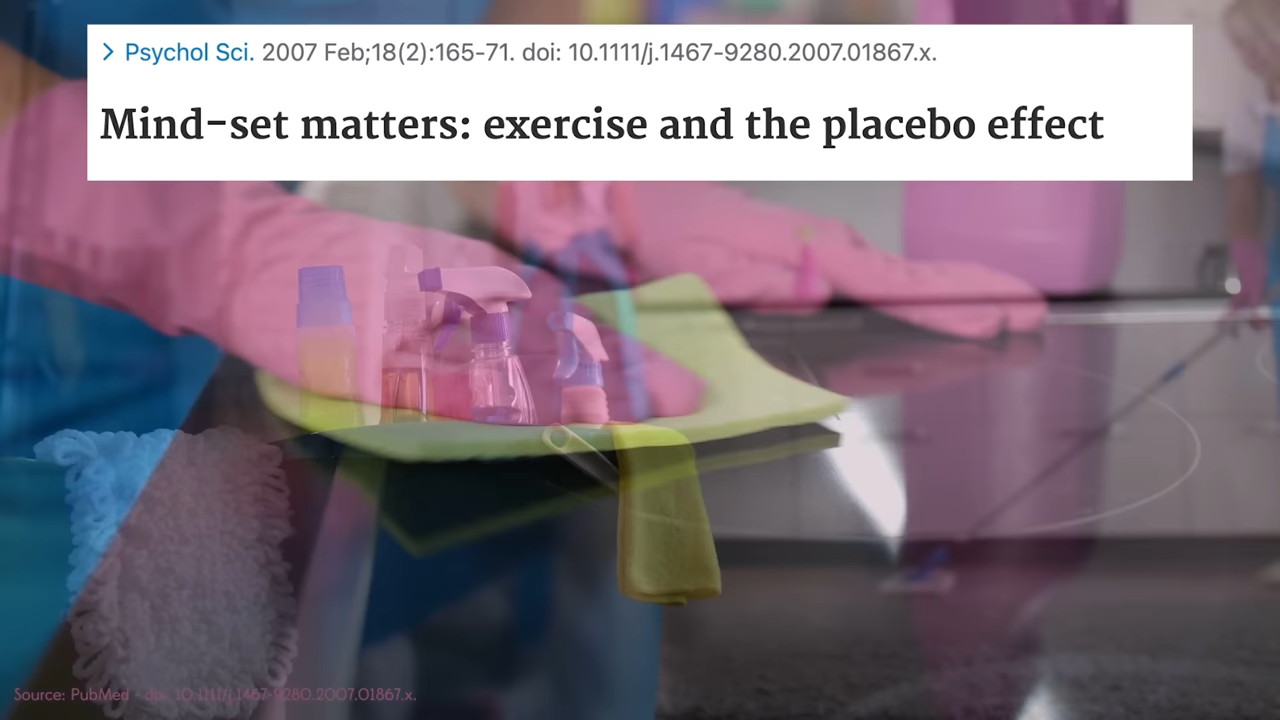 > Psychol Sci. 2007 Feb;18(2):165-71. doi: 10.1111/j.1467-9280.2007.01867.x.
Mind-set matters: exercise and the placebo effect
Source: PubMed - doi: 10.1111/j.1467-9280.2007.01867.x.